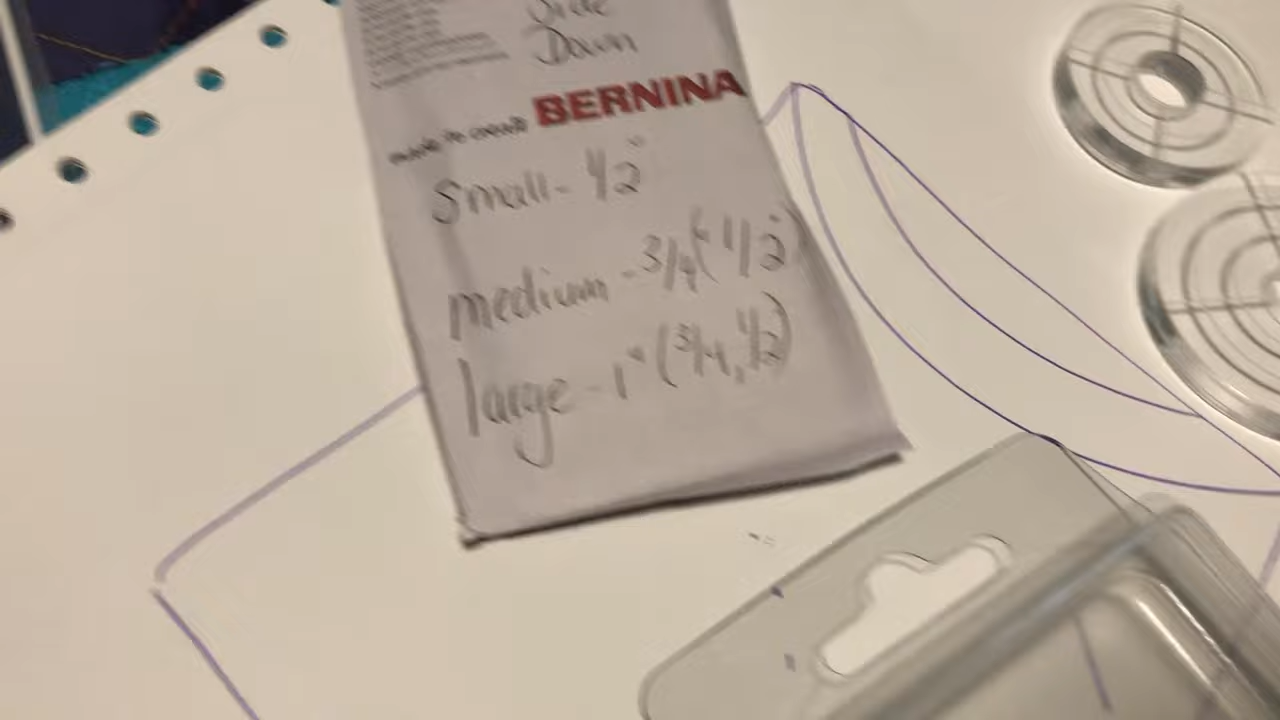 Side
Down
made to create BERNINA
Small - 1/2"
medium - 3/4" (1/2")
large - 1" (3/4, 1/2)